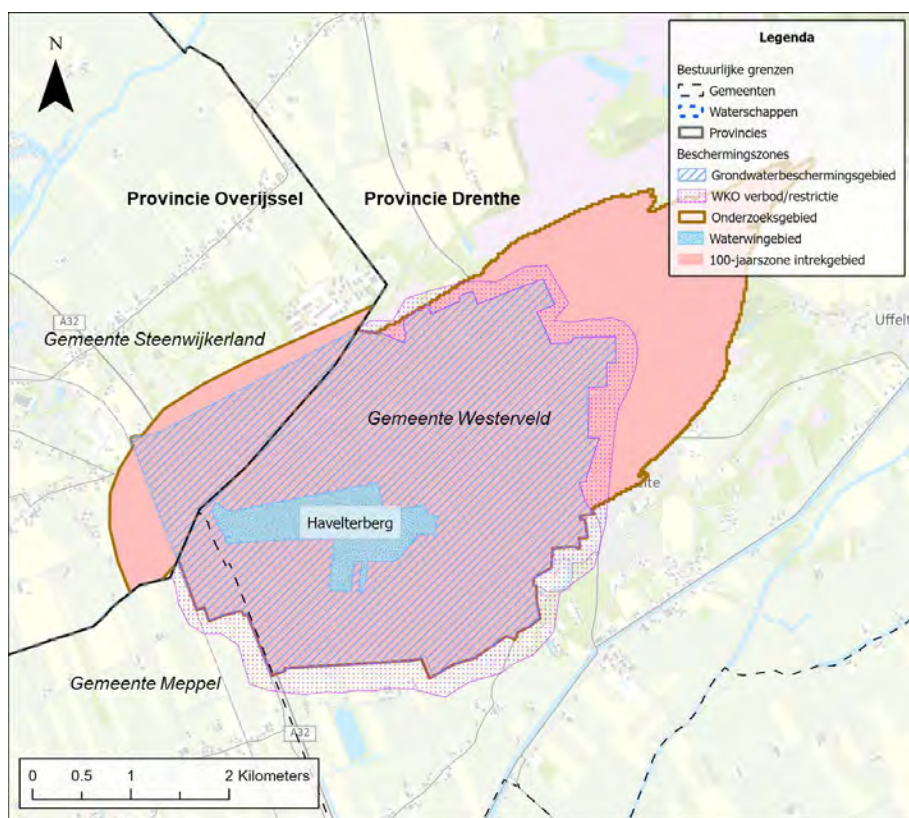 N
Legenda
Bestuurlijke grenzen
Gemeenten
Waterschappen
Provincies
Beschermingszones
Grondwaterbeschermingsgebied
WKO verbod/restrictie
Onderzoeksgebied
Waterwingebied
100-jaarszone intrekgebied
Provincie Overijssel
Provincie Drenthe
A32
Uffelt
Gemeente Steenwijkerland
Gemeente Westerveld
Havelterberg
Gemeente Meppel
A32
0 0.5 1 2 Kilometers